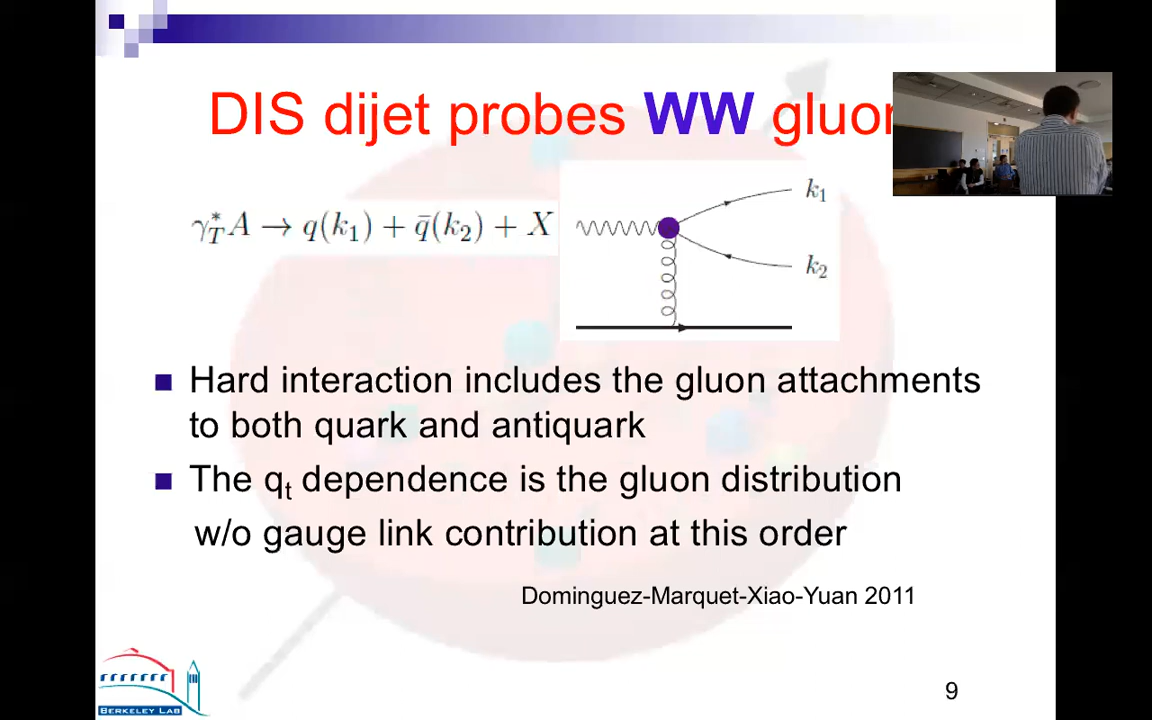 DIS dijet probes WW gluon
γ*_T A → q(k₁) + q̄(k₂) + X
k₁
k₂
■ Hard interaction includes the gluon attachments
to both quark and antiquark
■ The qₜ dependence is the gluon distribution
w/o gauge link contribution at this order
Dominguez-Marquet-Xiao-Yuan 2011
BERKELEY LAB
9